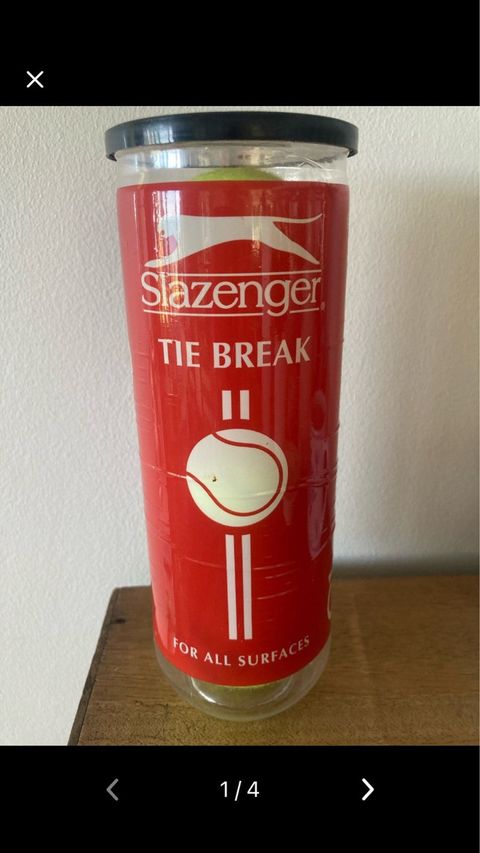 Slazenger
TIE BREAK
FOR ALL SURFACES
1/4